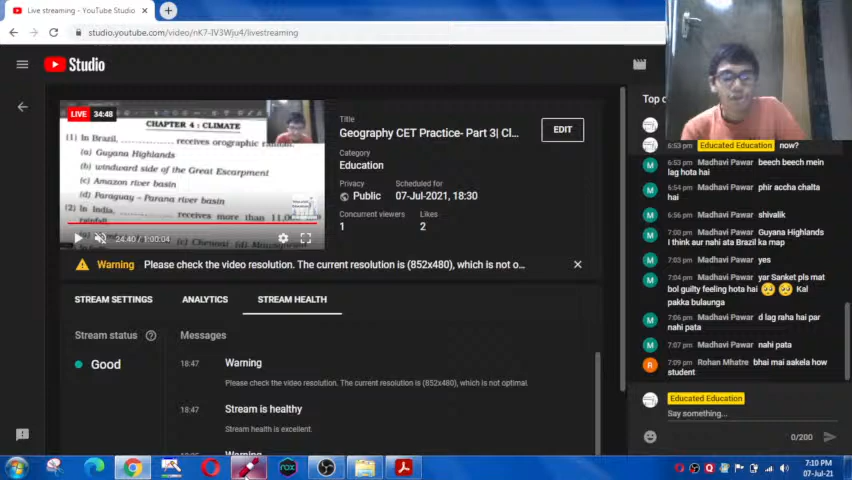 Live streaming - YouTube Studio
studio.youtube.com/video/nK7-IV3Wju4/livestreaming
Studio
LIVE 34:48
CHAPTER 4 : CLIMATE
(1) In Brazil, receives orographic
(a) Guyana Highlands
(b) windward side of the Great Escarpment
(c) Amazon river basin
(d) Paraguay - Parana river basin
(2) In India, receives more than 11,00
rainfall.
24:40 / 1:00:04
Title
Geography CET Practice- Part 3| Cl...
EDIT
Category
Education
Privacy
Public
Scheduled for
07-Jul-2021, 18:30
Concurrent viewers
1
Likes
2
Warning Please check the video resolution. The current resolution is (852x480), which is not o...
STREAM SETTINGS
ANALYTICS
STREAM HEALTH
Stream status
Good
Messages
18:47 Warning
Please check the video resolution. The current resolution is (852x480), which is not optimal.
18:47 Stream is healthy
Stream health is excellent.
Top c
6:53 pm Educated Education now?
6:53 pm Madhavi Pawar beech beech mein
lag hota hai
6:54 pm Madhavi Pawar phir accha chalta
hai
6:56 pm Madhavi Pawar shivalik
7:00 pm Madhavi Pawar Guyana Highlands
I think aur nahi ata Brazil ka map
7:03 pm Madhavi Pawar yes
7:04 pm Madhavi Pawar yar Sanket pls mat
bol guilty feeling hota hai 🥺 🥺 Kal
pakka bulaunga
7:06 pm Madhavi Pawar d lag raha hai par
nahi pata
7:07 pm Madhavi Pawar nahi pata
7:09 pm Rohan Mhatre bhai mai aakela how
student
Educated Education
Say something...
0/200
rox
7:10 PM
07-Jul-21